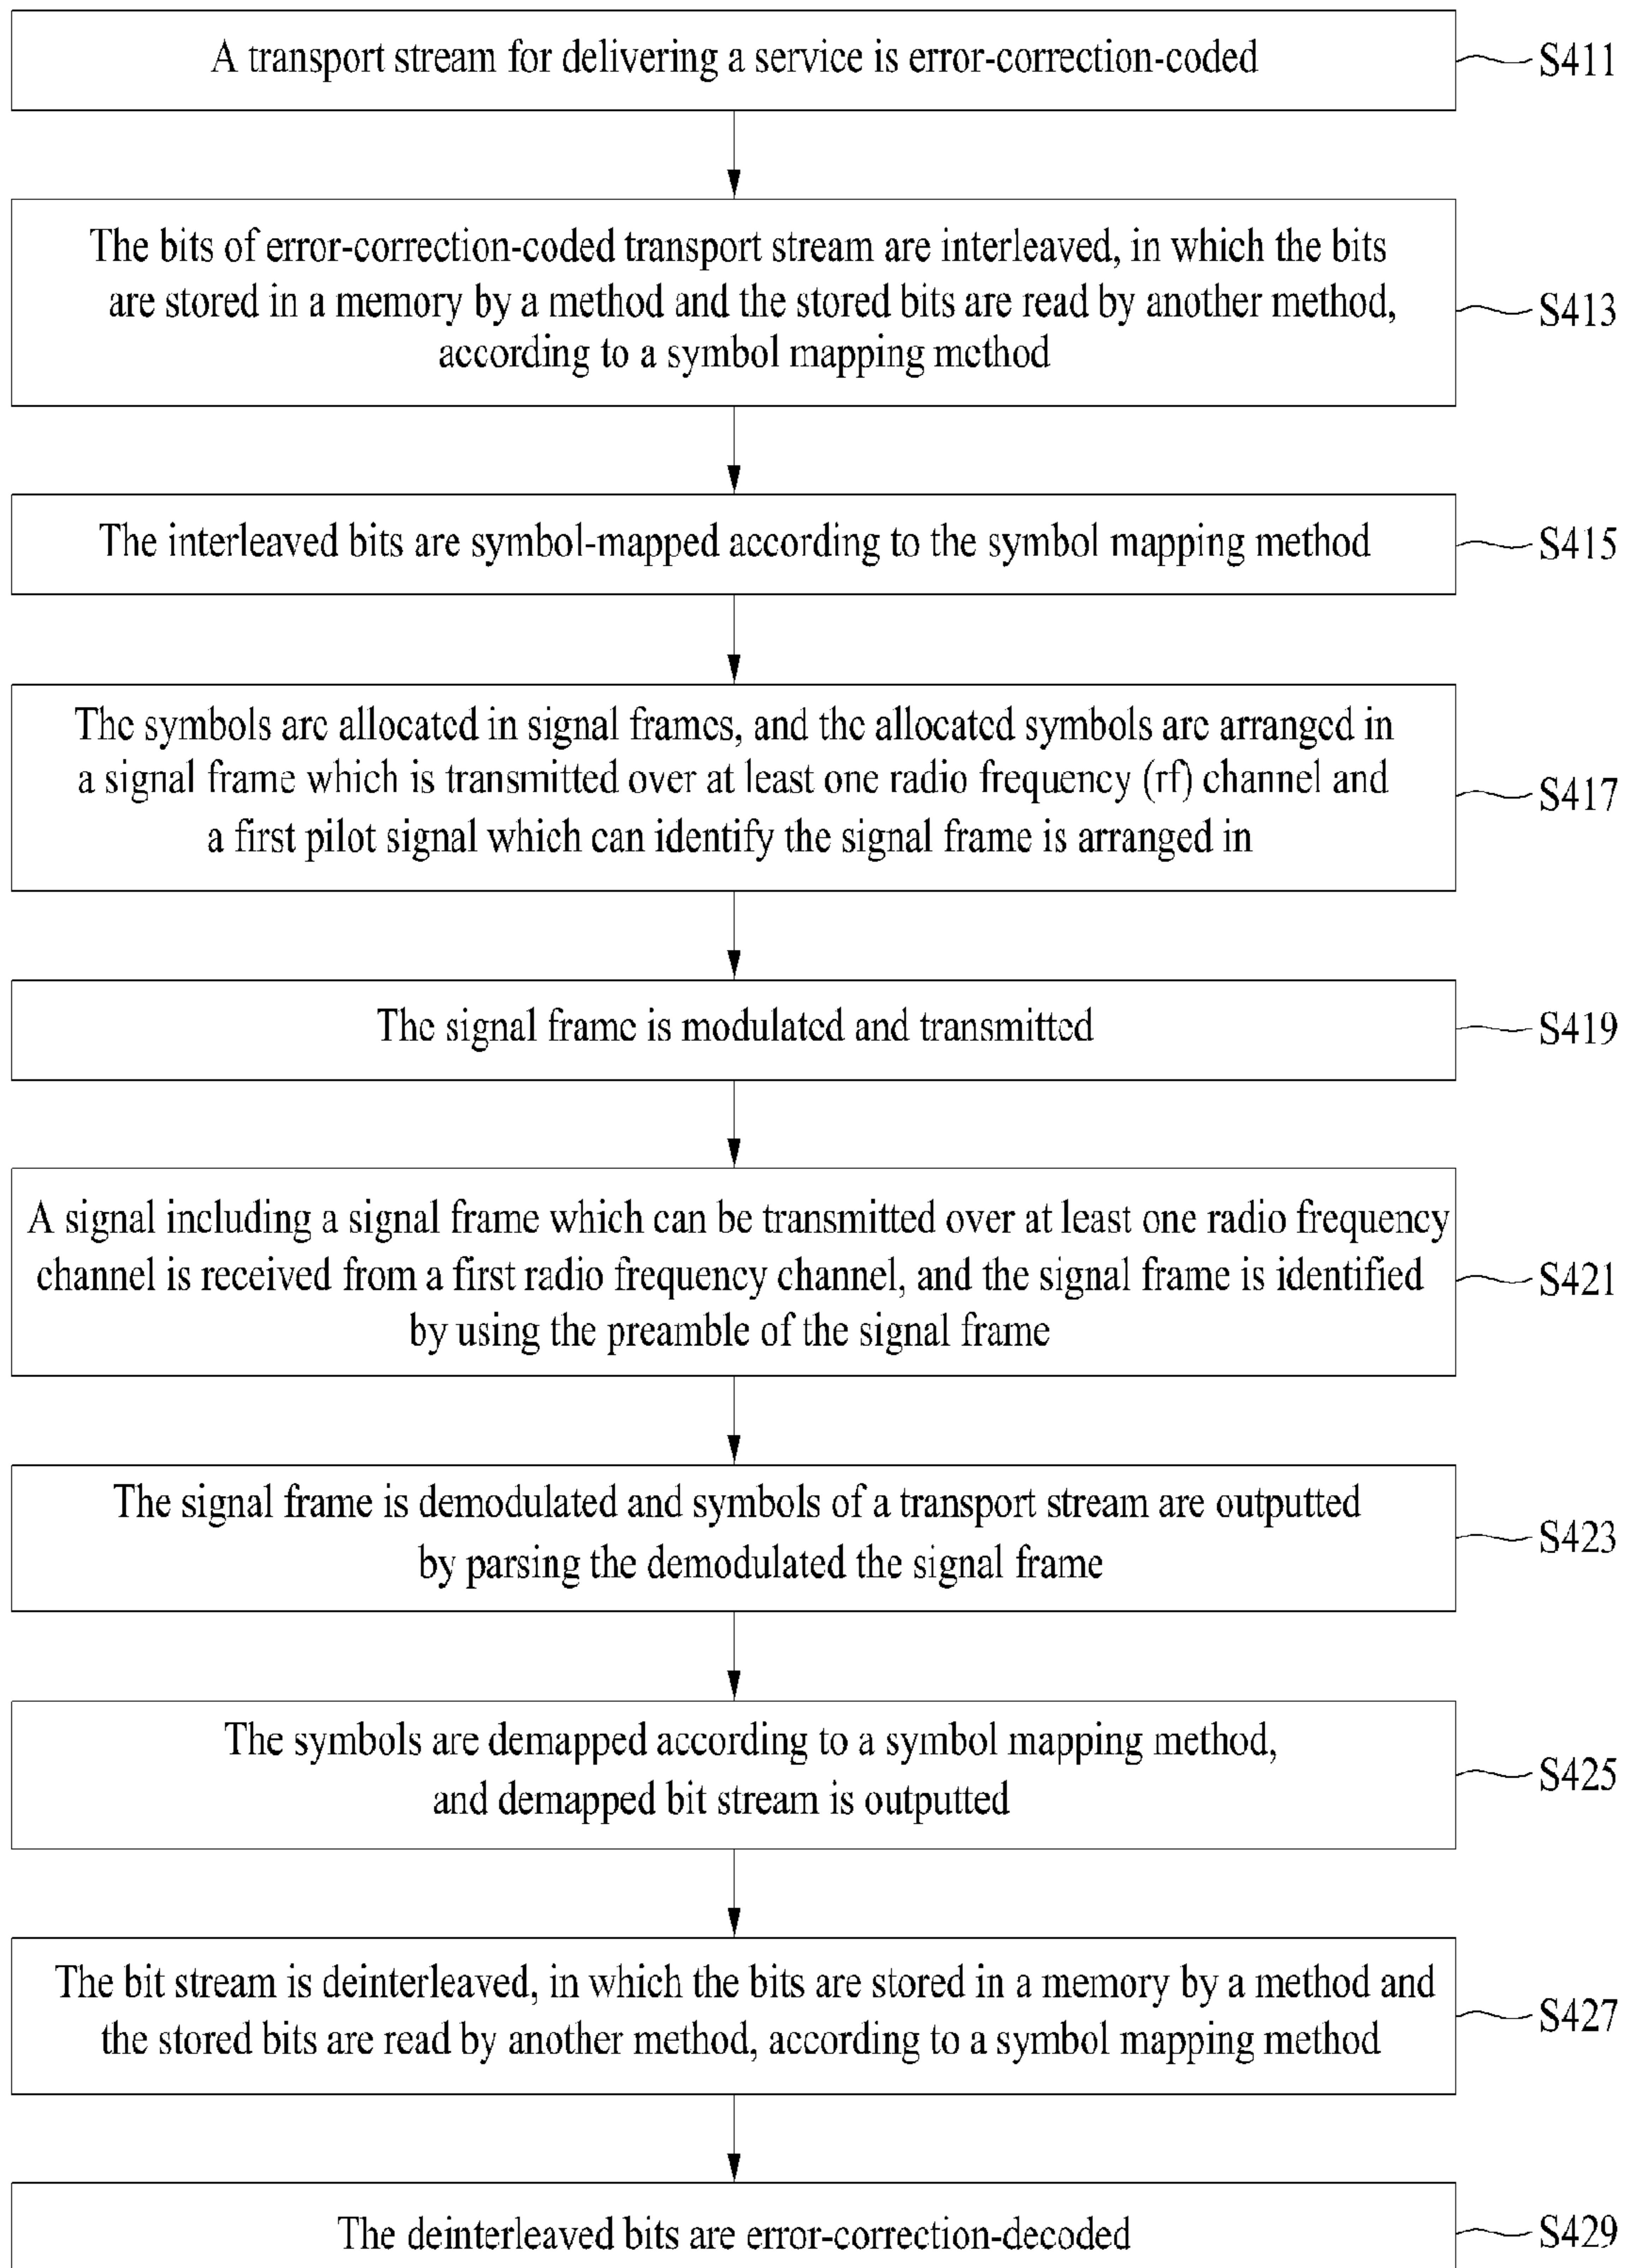 A transport stream for delivering a service is error-correction-coded
S411
The bits of error-correction-coded transport stream are interleaved, in which the bits
are stored in a memory by a method and the stored bits are read by another method,
according to a symbol mapping method
S413
The interleaved bits are symbol-mapped according to the symbol mapping method
S415
The symbols are allocated in signal frames, and the allocated symbols are arranged in
a signal frame which is transmitted over at least one radio frequency (rf) channel and
a first pilot signal which can identify the signal frame is arranged in
S417
The signal frame is modulated and transmitted
S419
A signal including a signal frame which can be transmitted over at least one radio frequency
channel is received from a first radio frequency channel, and the signal frame is identified
by using the preamble of the signal frame
S421
The signal frame is demodulated and symbols of a transport stream are outputted
by parsing the demodulated the signal frame
S423
The symbols are demapped according to a symbol mapping method,
and demapped bit stream is outputted
S425
The bit stream is deinterleaved, in which the bits are stored in a memory by a method and
the stored bits are read by another method, according to a symbol mapping method
S427
The deinterleaved bits are error-correction-decoded
S429